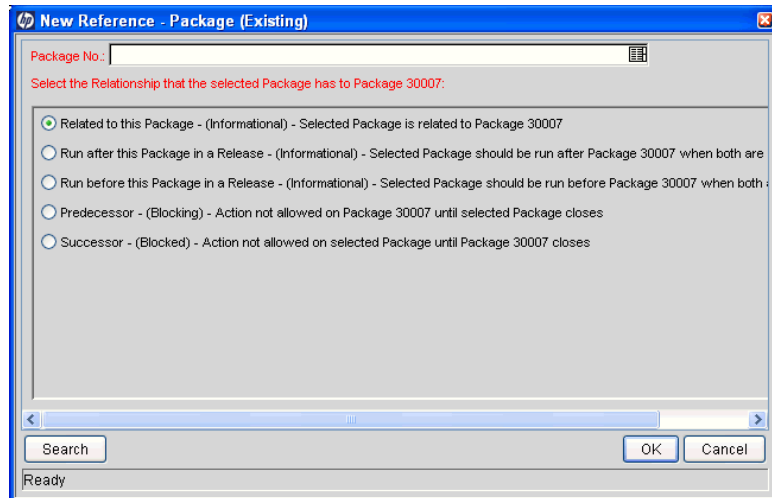 hp New Reference - Package (Existing)
Package No.:
Select the Relationship that the selected Package has to Package 30007:
Related to this Package - (Informational) - Selected Package is related to Package 30007
Run after this Package in a Release - (Informational) - Selected Package should be run after Package 30007 when both are
Run before this Package in a Release - (Informational) - Selected Package should be run before Package 30007 when both
Predecessor - (Blocking) - Action not allowed on Package 30007 until selected Package closes
Successor - (Blocked) - Action not allowed on selected Package until Package 30007 closes
Search OK Cancel
Ready